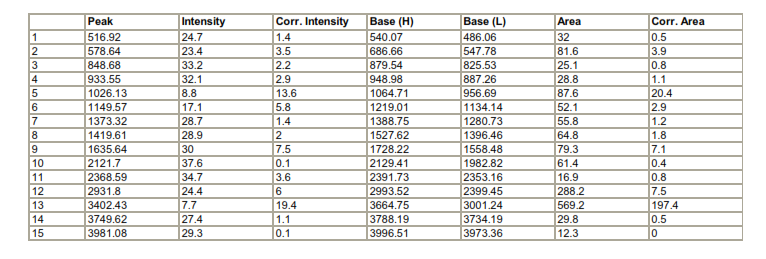 Peak Intensity Corr. Intensity Base (H) Base (L) Area Corr. Area
1 516.92 24.7 1.4 540.07 486.06 32 0.5
2 578.64 23.4 3.5 686.66 547.78 81.6 3.9
3 848.68 33.2 2.2 879.54 825.53 25.1 0.8
4 933.55 32.1 2.9 948.98 887.26 28.8 1.1
5 1026.13 8.8 13.6 1064.71 956.69 87.6 20.4
6 1149.57 17.1 5.8 1219.01 1134.14 52.1 2.9
7 1373.32 28.7 1.4 1388.75 1280.73 55.8 1.2
8 1419.61 28.9 2 1527.62 1396.46 64.8 1.8
9 1635.64 30 7.5 1728.22 1558.48 79.3 7.1
10 2121.7 37.6 0.1 2129.41 1982.82 61.4 0.4
11 2368.59 34.7 3.6 2391.73 2353.16 16.9 0.8
12 2931.8 24.4 6 2993.52 2399.45 288.2 7.5
13 3402.43 7.7 19.4 3664.75 3001.24 569.2 197.4
14 3749.62 27.4 1.1 3788.19 3734.19 29.8 0.5
15 3981.08 29.3 0.1 3996.51 3973.36 12.3 0